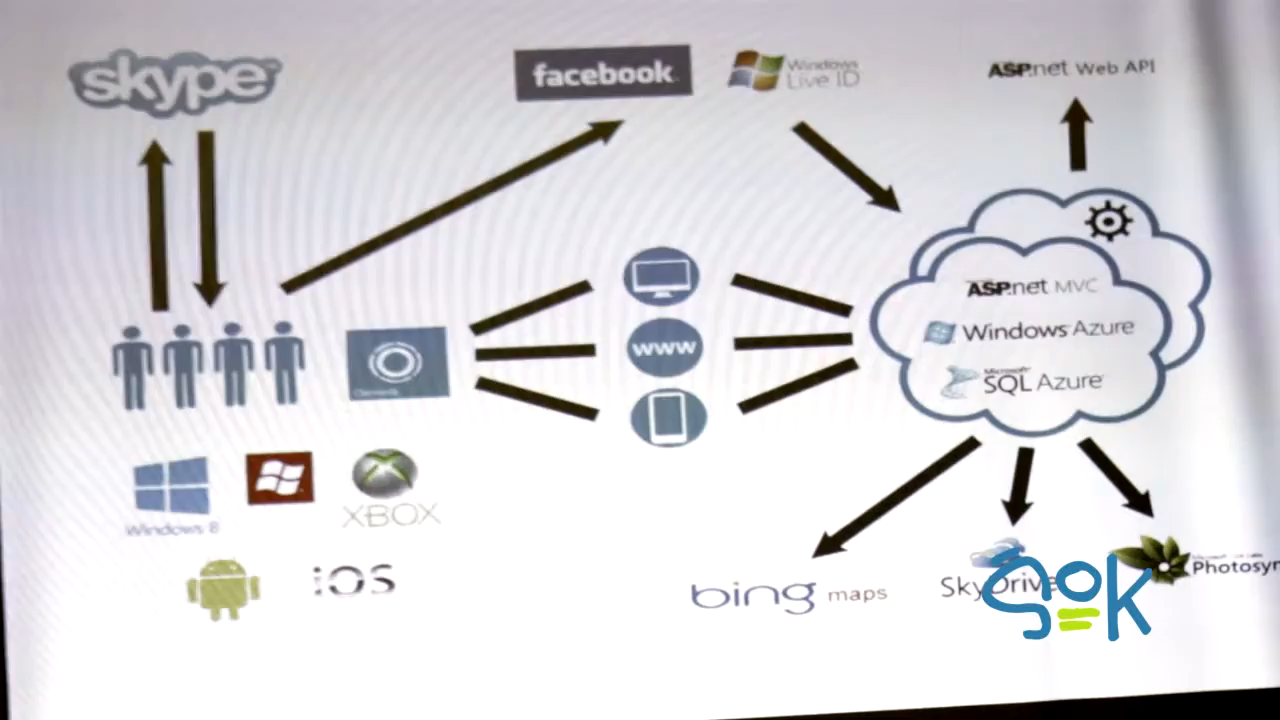 skype
facebook
Windows
Live ID
ASP.net Web API
www
ASP.net MVC
Windows Azure
Microsoft
SQL Azure
Windows 8
XBOX
iOS
bing maps
SkyDrive
Photosyn
SOK